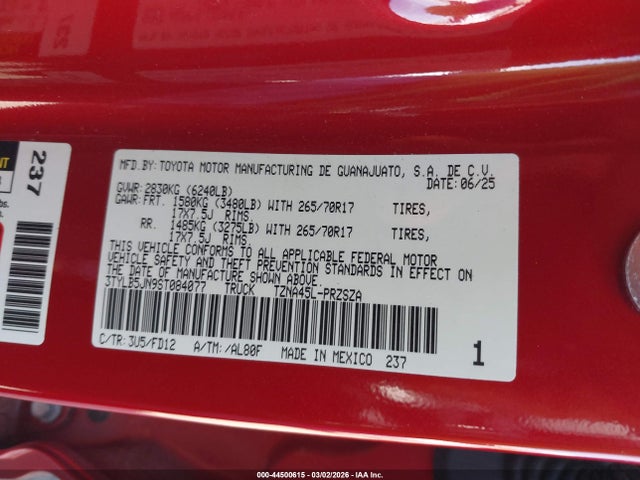 237
MFD.BY:TOYOTA MOTOR MANUFACTURING DE GUANAJUATO, S.A. DE C.V.
DATE: 06/25
GVWR: 2830KG (6240LB)
GAWR: FRT. 1580KG (3480LB) WITH 265/70R17 TIRES,
17X7.5J RIMS,
RR. 1485KG (3275LB) WITH 265/70R17 TIRES,
17X7.5J RIMS.
THIS VEHICLE CONFORMS TO ALL APPLICABLE FEDERAL MOTOR
VEHICLE SAFETY AND THEFT PREVENTION STANDARDS IN EFFECT ON
THE DATE OF MANUFACTURE SHOWN ABOVE.
3TYLB5JN9ST084077 TRUCK TZNA45L-PRZSZA
C/TR: 3U5/FD12 A/TM: /AL80F MADE IN MEXICO 237
1
000-44500615 - 03/02/2026 - IAA Inc.